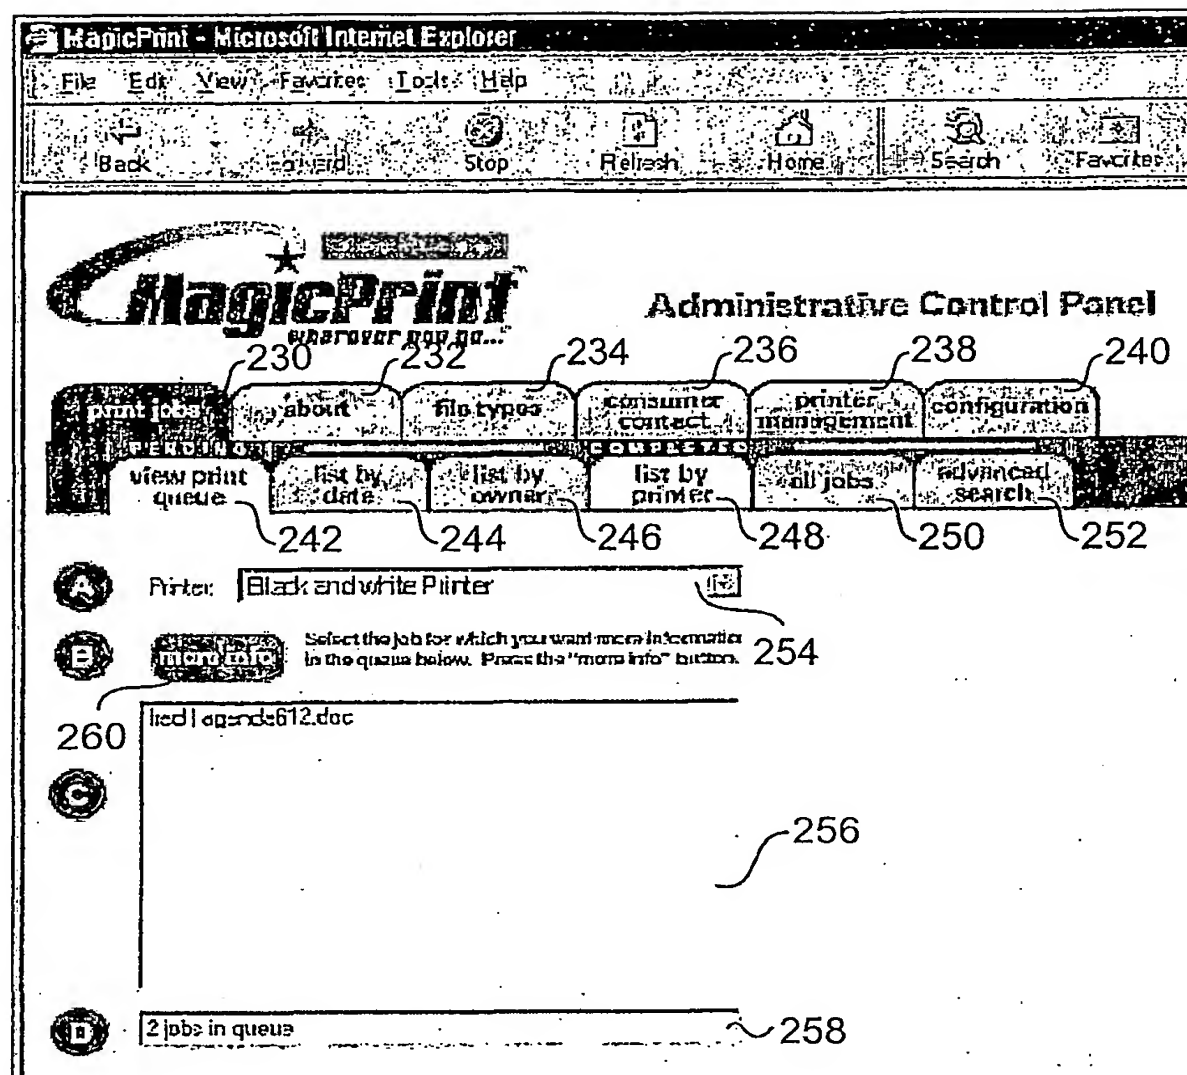 MagicPrint - Microsoft Internet Explorer
File Edit View Favorites Tools Help
Back Stop Refresh Home Search Favorites
MagicPrint
wherever you go...™
Administrative Control Panel
230 232 234 236 238 240
print jobs about file types consumer contact printer management configuration
PENDING COMPLETED
view print queue list by date list by owner list by printer all jobs advanced search
242 244 246 248 250 252
A Printer: Black and white Printer
254
B more info Select the job for which you want more informatio
in the queue below. Press the "more info" button.
260
C
256
D 2 jobs in queue
258